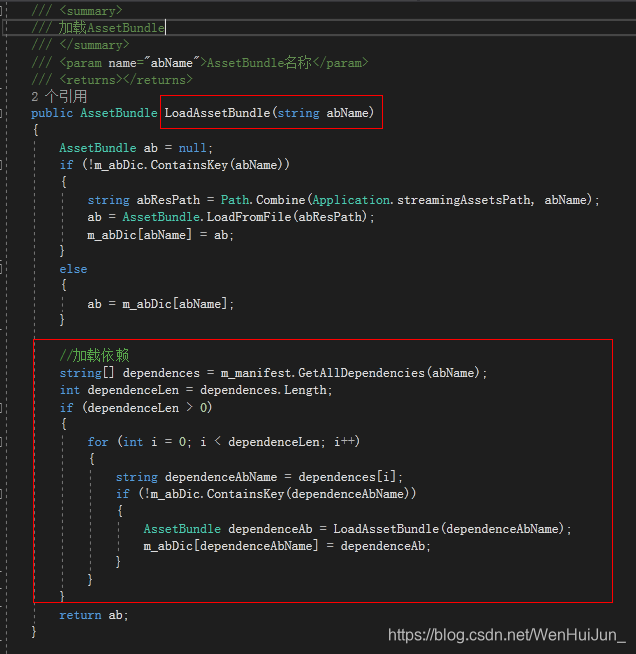 /// <summary>
/// 加载AssetBundle
/// </summary>
/// <param name="abName">AssetBundle名称</param>
/// <returns></returns>
2 个引用
public AssetBundle LoadAssetBundle(string abName)
{
AssetBundle ab = null;
if (!m_abDic.ContainsKey(abName))
{
string abResPath = Path.Combine(Application.streamingAssetsPath, abName);
ab = AssetBundle.LoadFromFile(abResPath);
m_abDic[abName] = ab;
}
else
{
ab = m_abDic[abName];
}
//加载依赖
string[] dependences = m_manifest.GetAllDependencies(abName);
int dependenceLen = dependences.Length;
if (dependenceLen > 0)
{
for (int i = 0; i < dependenceLen; i++)
{
string dependenceAbName = dependences[i];
if (!m_abDic.ContainsKey(dependenceAbName))
{
AssetBundle dependenceAb = LoadAssetBundle(dependenceAbName);
m_abDic[dependenceAbName] = dependenceAb;
}
}
}
return ab;
}
https://blog.csdn.net/WenHuiJun_